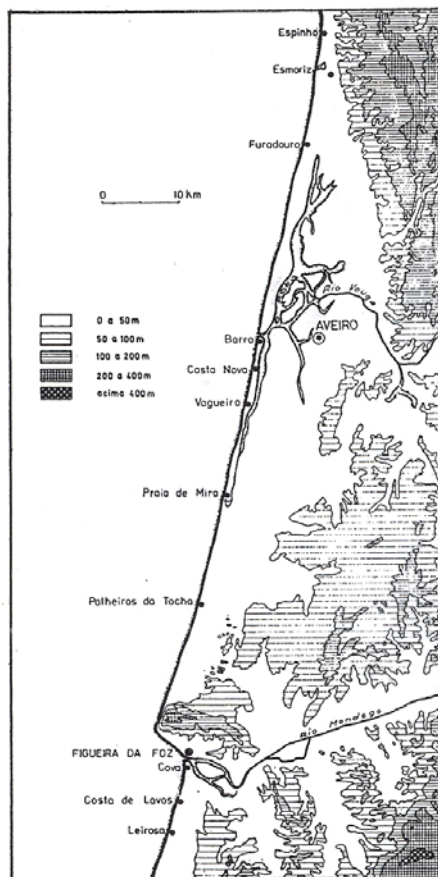 Espinho
Esmoriz
Furadouro
0 10 km
Rio Vouga
AVEIRO
0 a 50m
50 a 100m
100 a 200m
200 a 400m
acima 400m
Barra
Costa Nova
Vagueira
Praia de Mira
Palheiros da Tocha
Rio Mondego
FIGUEIRA DA FOZ
Cova
Costa de Lavos
Leirosa